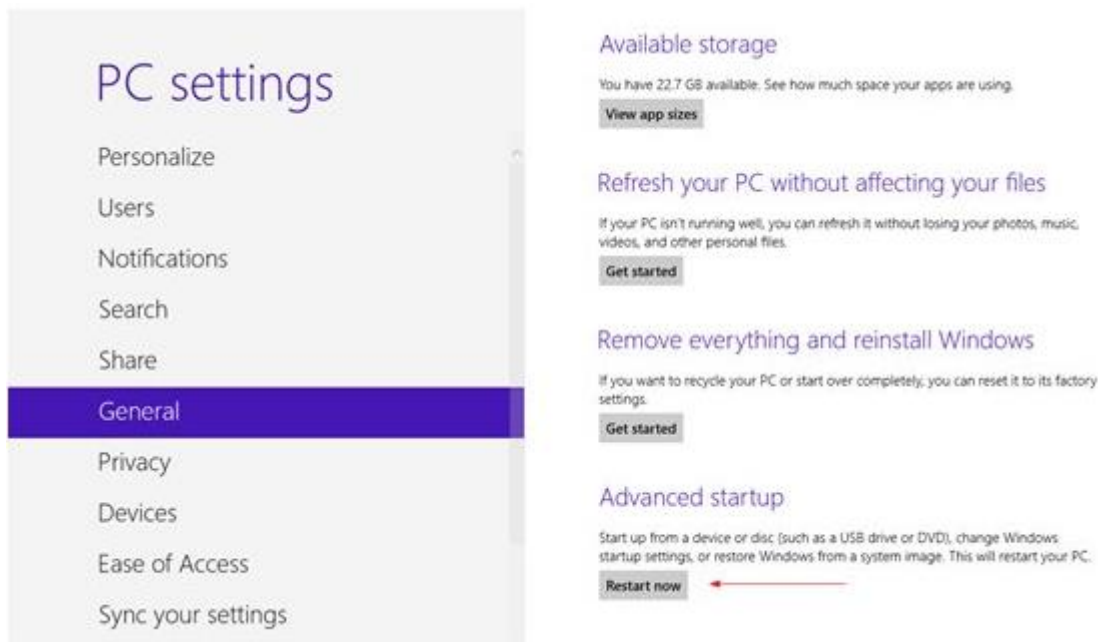 PC settings
Personalize
Users
Notifications
Search
Share
General
Privacy
Devices
Ease of Access
Sync your settings
Available storage
You have 22.7 GB available. See how much space your apps are using.
View app sizes
Refresh your PC without affecting your files
If your PC isn't running well, you can refresh it without losing your photos, music,
videos, and other personal files.
Get started
Remove everything and reinstall Windows
If you want to recycle your PC or start over completely, you can reset it to its factory
settings.
Get started
Advanced startup
Start up from a device or disc (such as a USB drive or DVD), change Windows
startup settings, or restore Windows from a system image. This will restart your PC.
Restart now